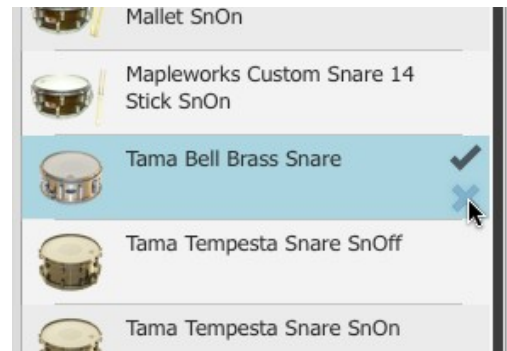 Mallet SnOn
Mapleworks Custom Snare 14
Stick SnOn
Tama Bell Brass Snare
Tama Tempesta Snare SnOff
Tama Tempesta Snare SnOn